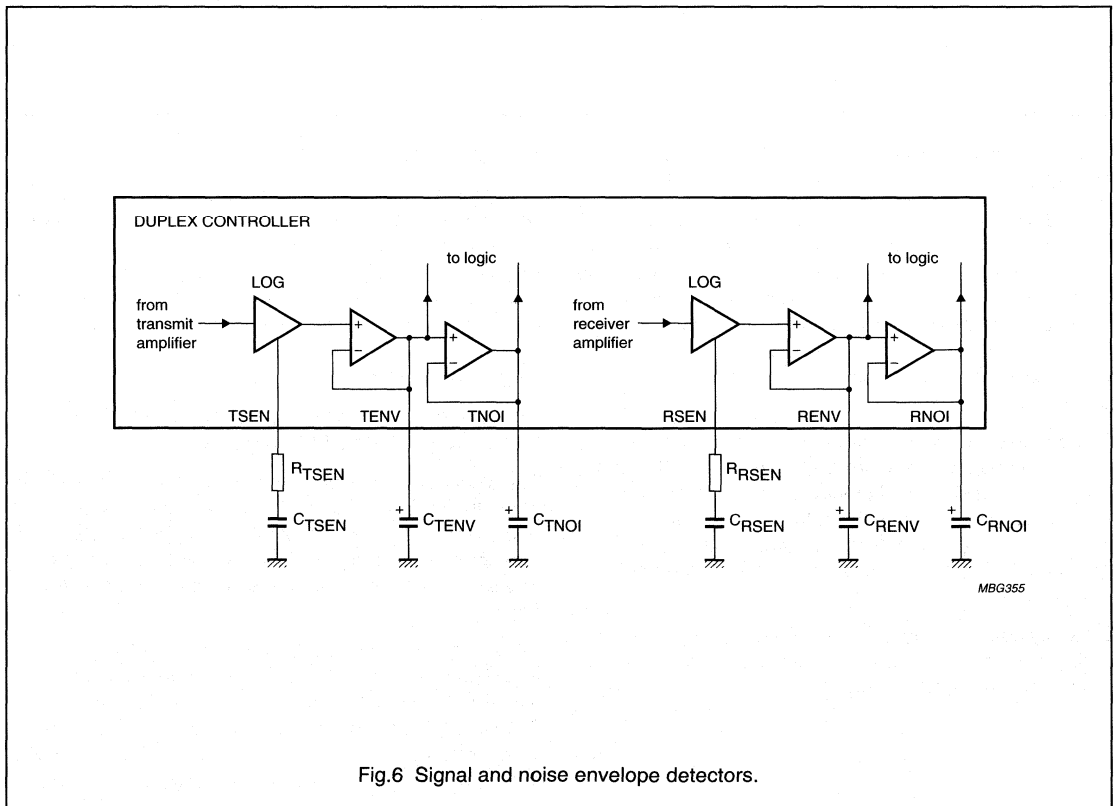 DUPLEX CONTROLLER
to logic
to logic
LOG
LOG
from
transmit
amplifier
from
receiver
amplifier
+
−
+
−
+
−
+
−
TSEN
TENV
TNOI
RSEN
RENV
RNOI
RTSEN
RRSEN
+
CTSEN
+
CTENV
CTNOI
CRSEN
+
CRENV
+
CRNOI
MBG355
Fig.6 Signal and noise envelope detectors.